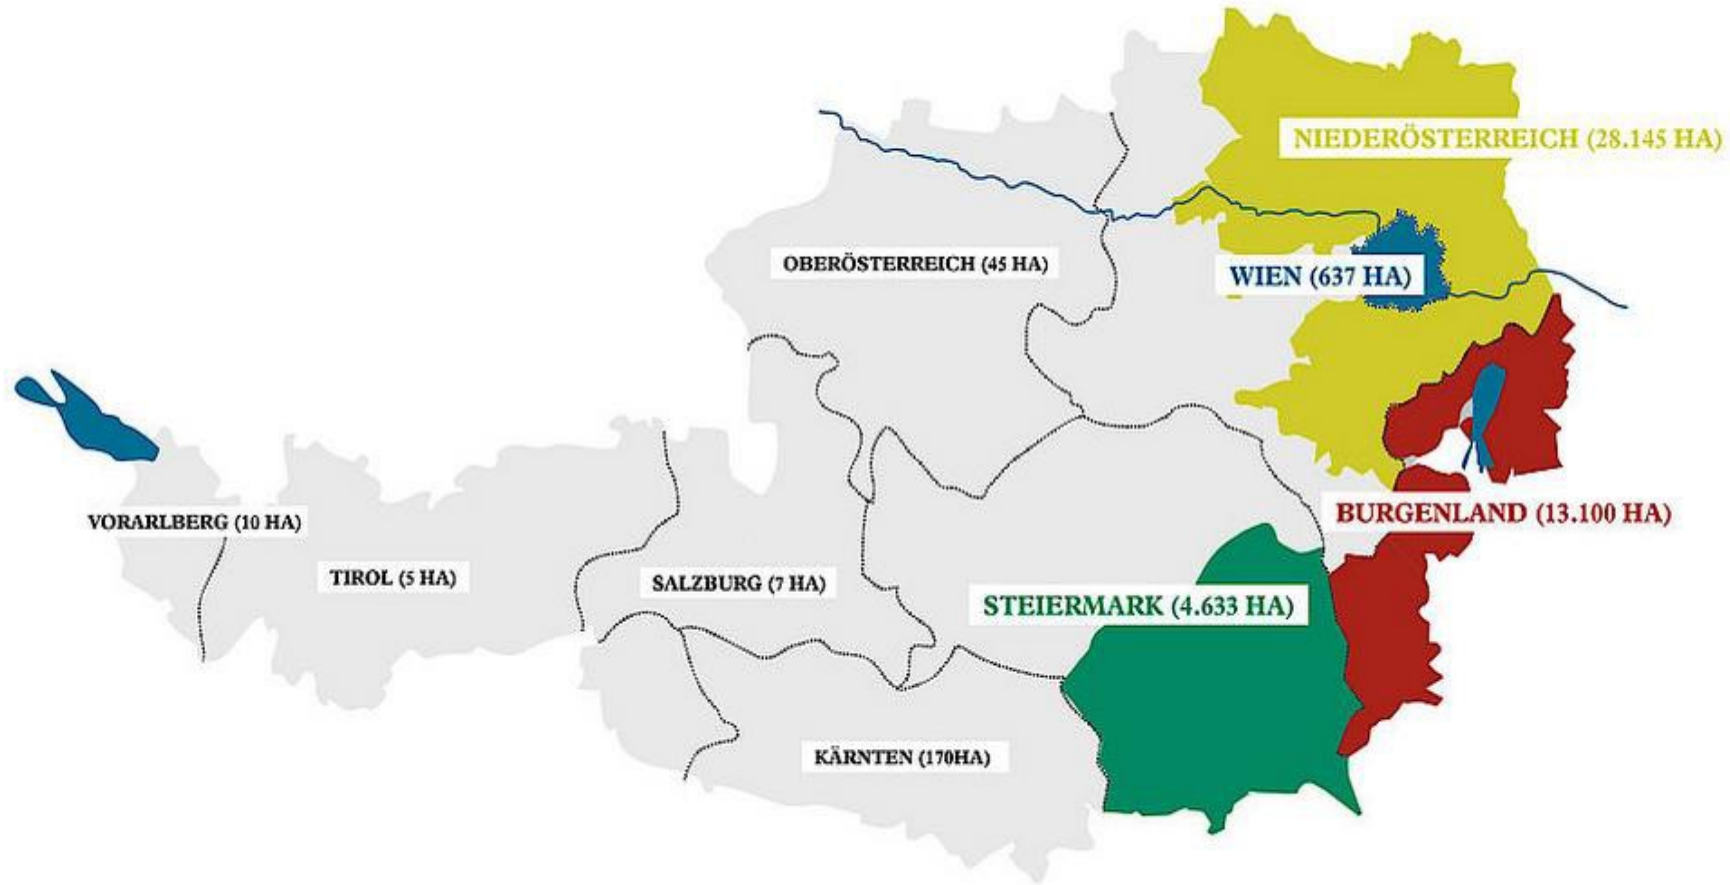 NIEDERÖSTERREICH (28.145 HA)
OBERÖSTERREICH (45 HA)
WIEN (637 HA)
BURGENLAND (13.100 HA)
VORARLBERG (10 HA)
TIROL (5 HA)
SALZBURG (7 HA)
STEIERMARK (4.633 HA)
KÄRNTEN (170HA)